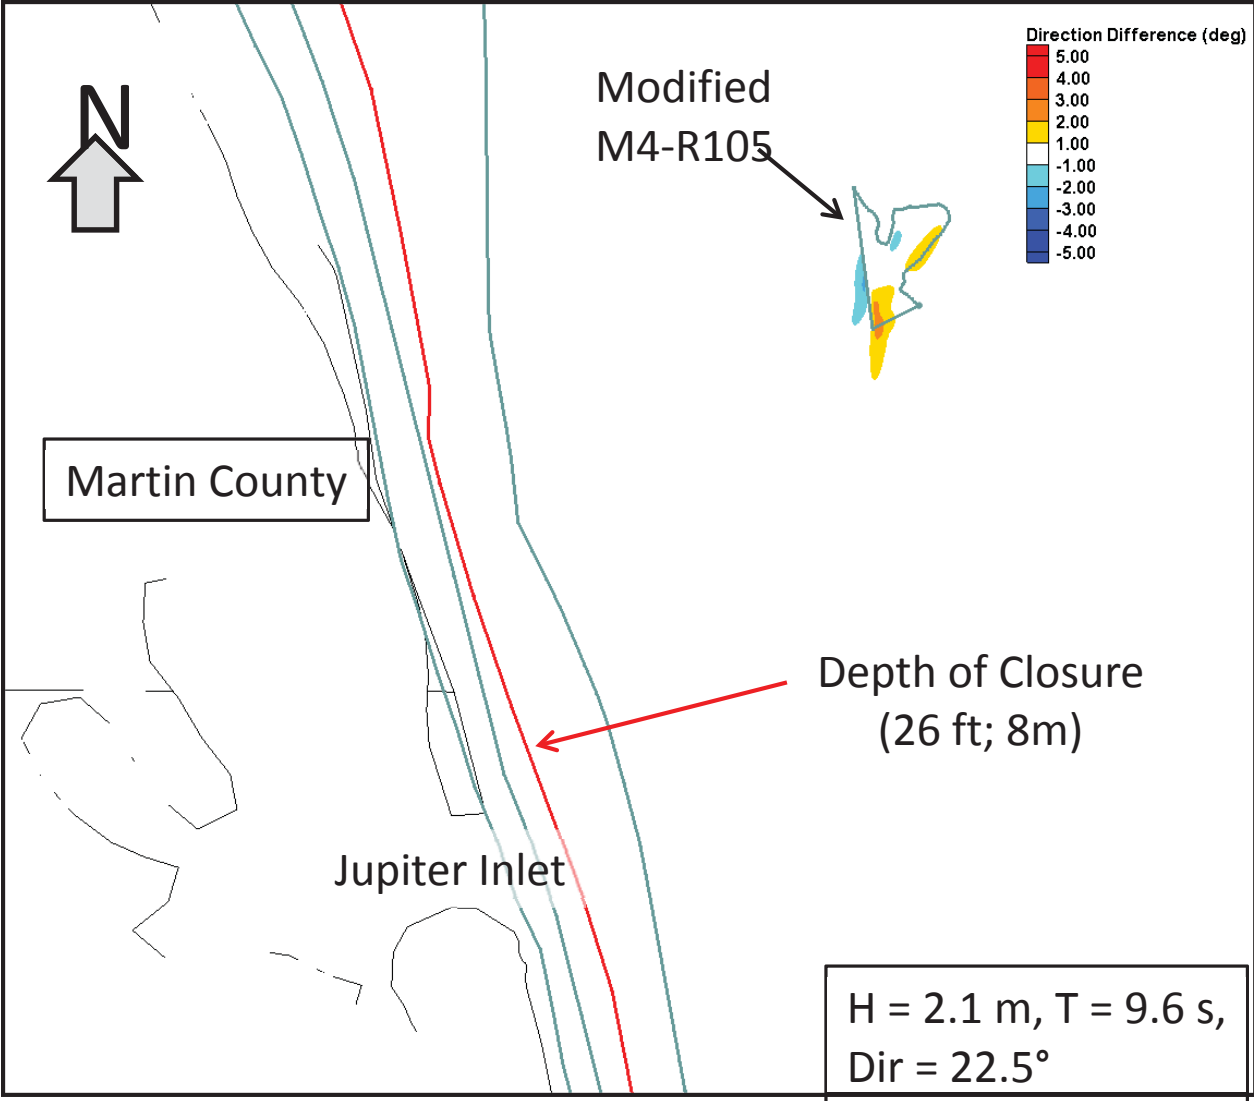 Direction Difference (deg)
5.00
4.00
3.00
2.00
1.00
-1.00
-2.00
-3.00
-4.00
-5.00
N
Modified
M4-R105
Martin County
Depth of Closure
(26 ft; 8m)
Jupiter Inlet
H = 2.1 m, T = 9.6 s,
Dir = 22.5°